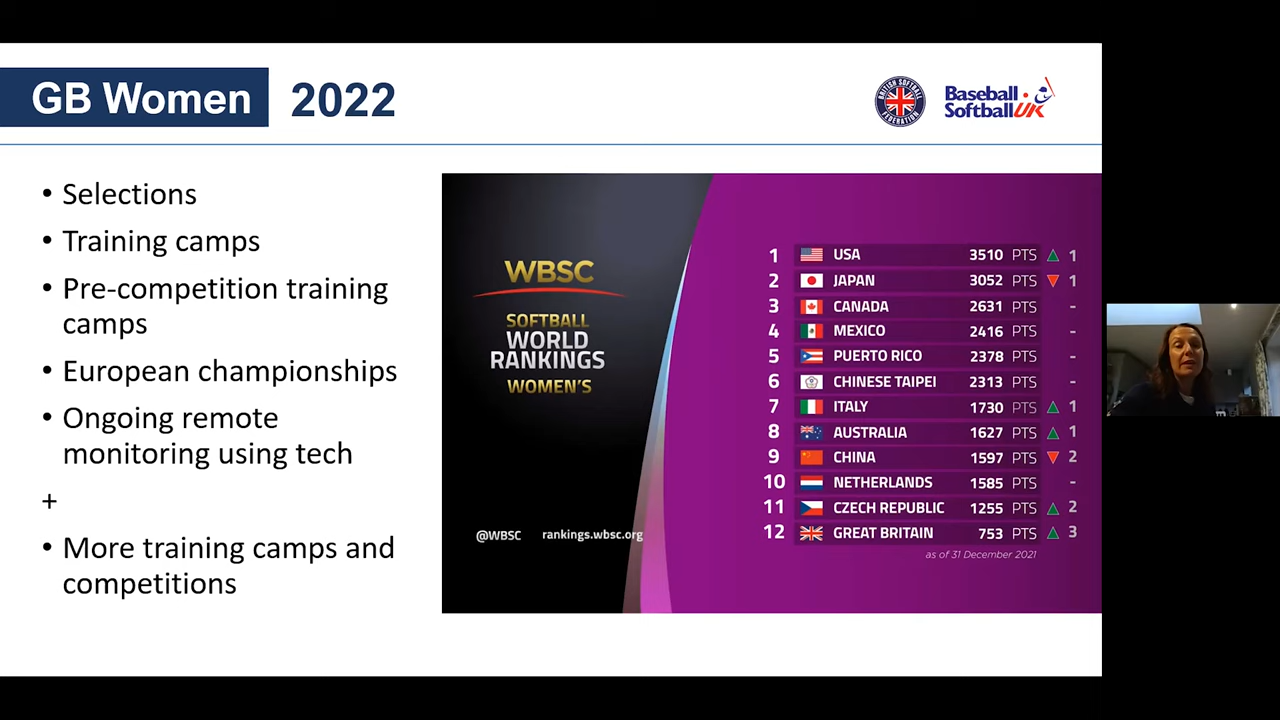 GB Women 2022
BRITISH SOFTBALL FEDERATION
Baseball
SoftballUK
• Selections
• Training camps
• Pre-competition training
camps
• European championships
• Ongoing remote
monitoring using tech
+
• More training camps and
competitions
WBSC
SOFTBALL
WORLD
RANKINGS
WOMEN'S
@WBSC rankings.wbsc.org
1 USA 3510 PTS 1
2 JAPAN 3052 PTS 1
3 CANADA 2631 PTS -
4 MEXICO 2416 PTS -
5 PUERTO RICO 2378 PTS -
6 CHINESE TAIPEI 2313 PTS -
7 ITALY 1730 PTS 1
8 AUSTRALIA 1627 PTS 1
9 CHINA 1597 PTS 2
10 NETHERLANDS 1585 PTS -
11 CZECH REPUBLIC 1255 PTS 2
12 GREAT BRITAIN 753 PTS 3
as of 31 December 2021